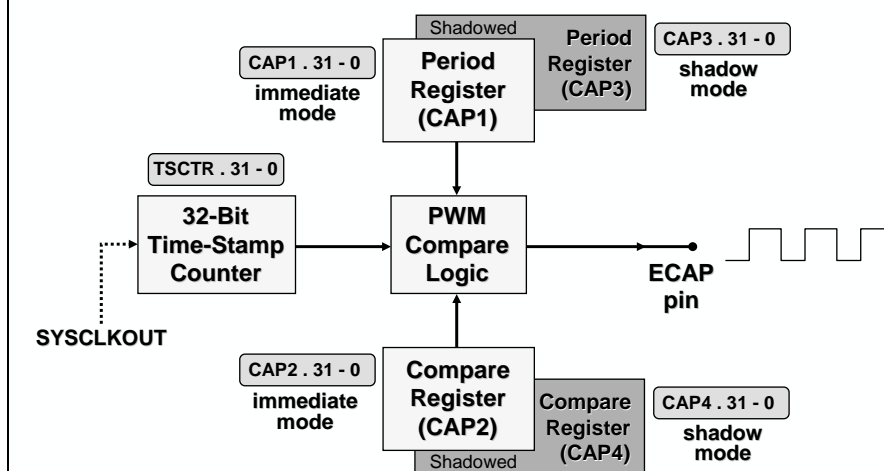 Shadowed
Period
Register
(CAP3)
CAP3 . 31 - 0
shadow
mode
CAP1 . 31 - 0
immediate
mode
Period
Register
(CAP1)
TSCTR . 31 - 0
32-Bit
Time-Stamp
Counter
PWM
Compare
Logic
ECAP
pin
SYSCLKOUT
CAP2 . 31 - 0
immediate
mode
Compare
Register
(CAP2)
Compare
Register
(CAP4)
Shadowed
CAP4 . 31 - 0
shadow
mode